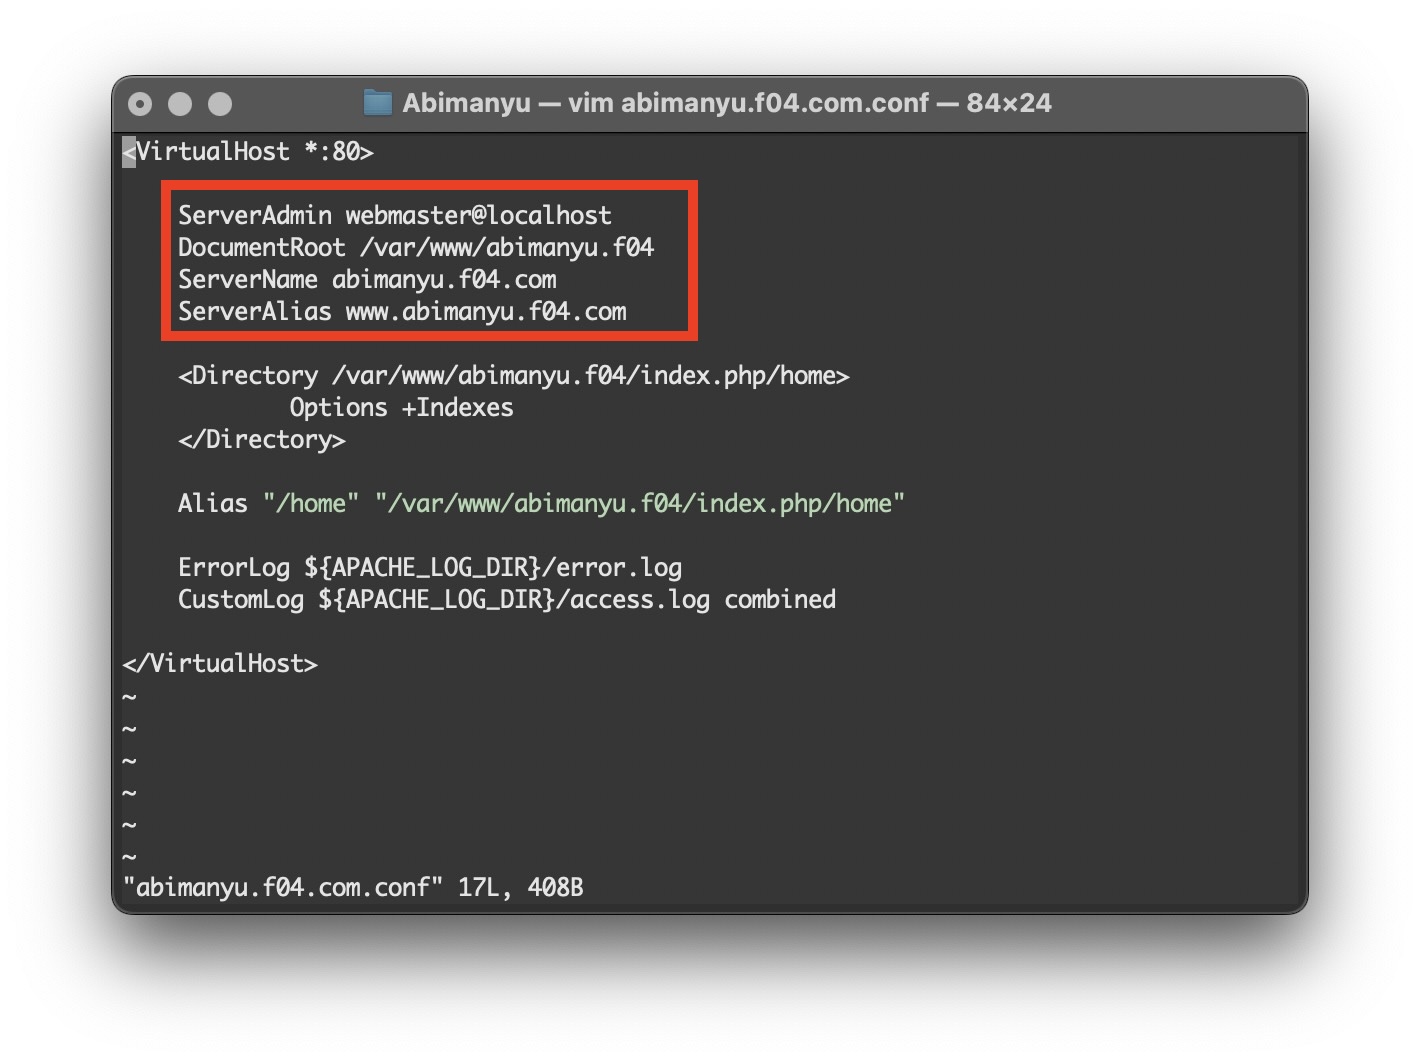 Abimanyu — vim abimanyu.f04.com.conf — 84×24
<VirtualHost *:80>
ServerAdmin webmaster@localhost
DocumentRoot /var/www/abimanyu.f04
ServerName abimanyu.f04.com
ServerAlias www.abimanyu.f04.com
<Directory /var/www/abimanyu.f04/index.php/home>
Options +Indexes
</Directory>
Alias "/home" "/var/www/abimanyu.f04/index.php/home"
ErrorLog ${APACHE_LOG_DIR}/error.log
CustomLog ${APACHE_LOG_DIR}/access.log combined
</VirtualHost>
~
~
~
~
~
~
"abimanyu.f04.com.conf" 17L, 408B